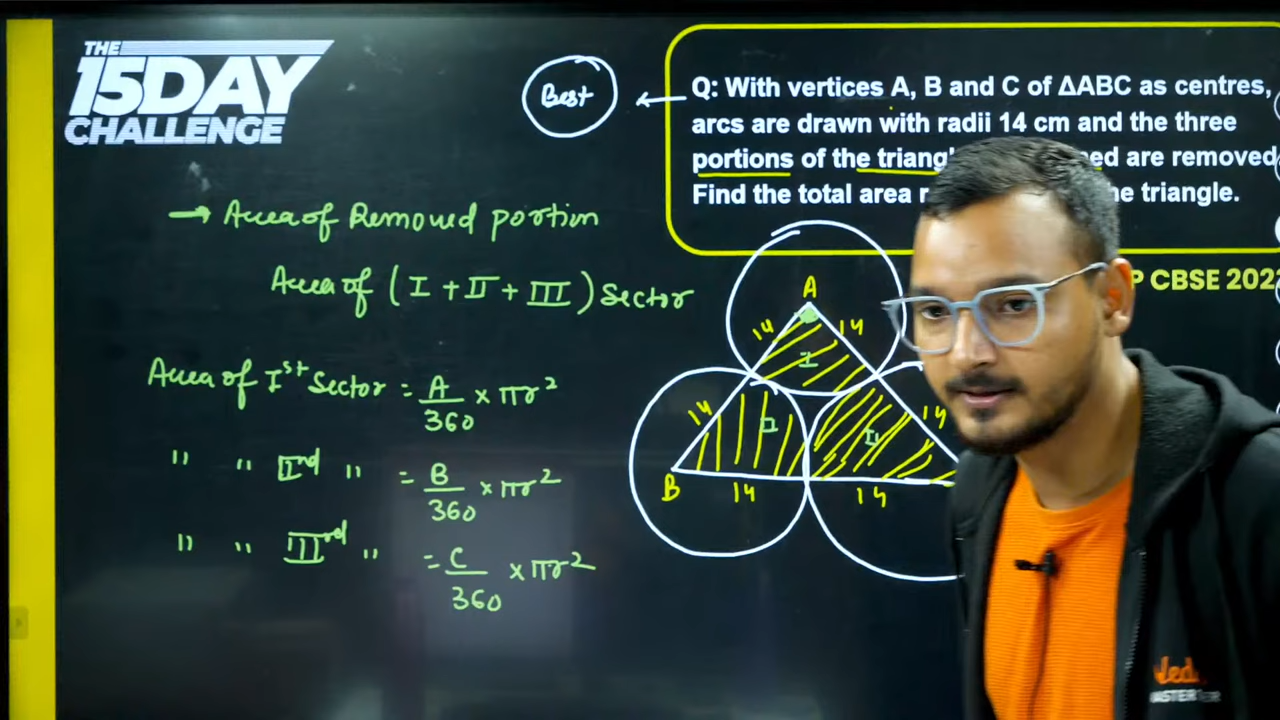 THE
15DAY
CHALLENGE
Best
Q: With vertices A, B and C of ΔABC as centres,
arcs are drawn with radii 14 cm and the three
portions of the are removed
Find the total area triangle.
P CBSE 202
→ Area of Removed portion
Area of (I + II + III) Sector
Area of Ist Sector = A/360 × πr²
" " IInd " = B/360 × πr²
" " IIIrd " = C/360 × πr²
A
14 14
I
14 14
II
B 14 14